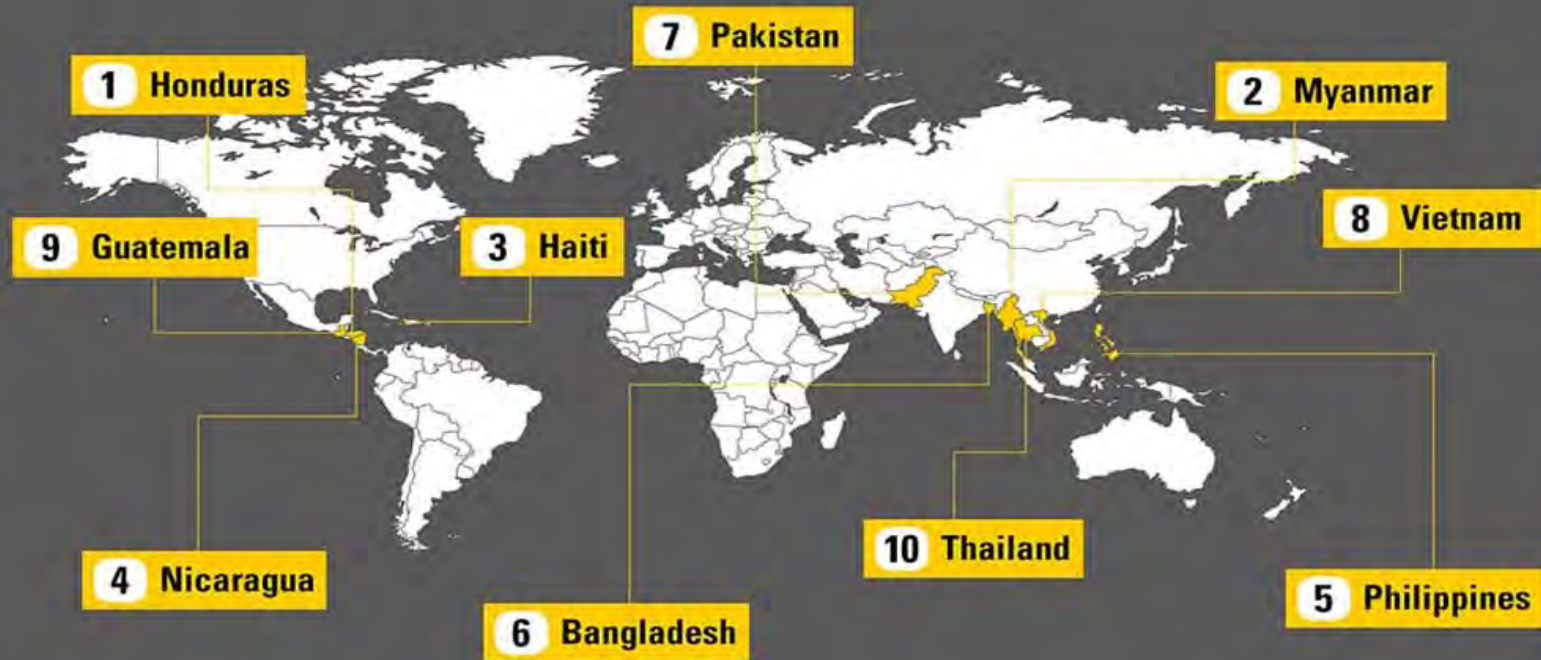 7 Pakistan
1 Honduras
2 Myanmar
8 Vietnam
9 Guatemala
3 Haiti
10 Thailand
4 Nicaragua
5 Philippines
6 Bangladesh